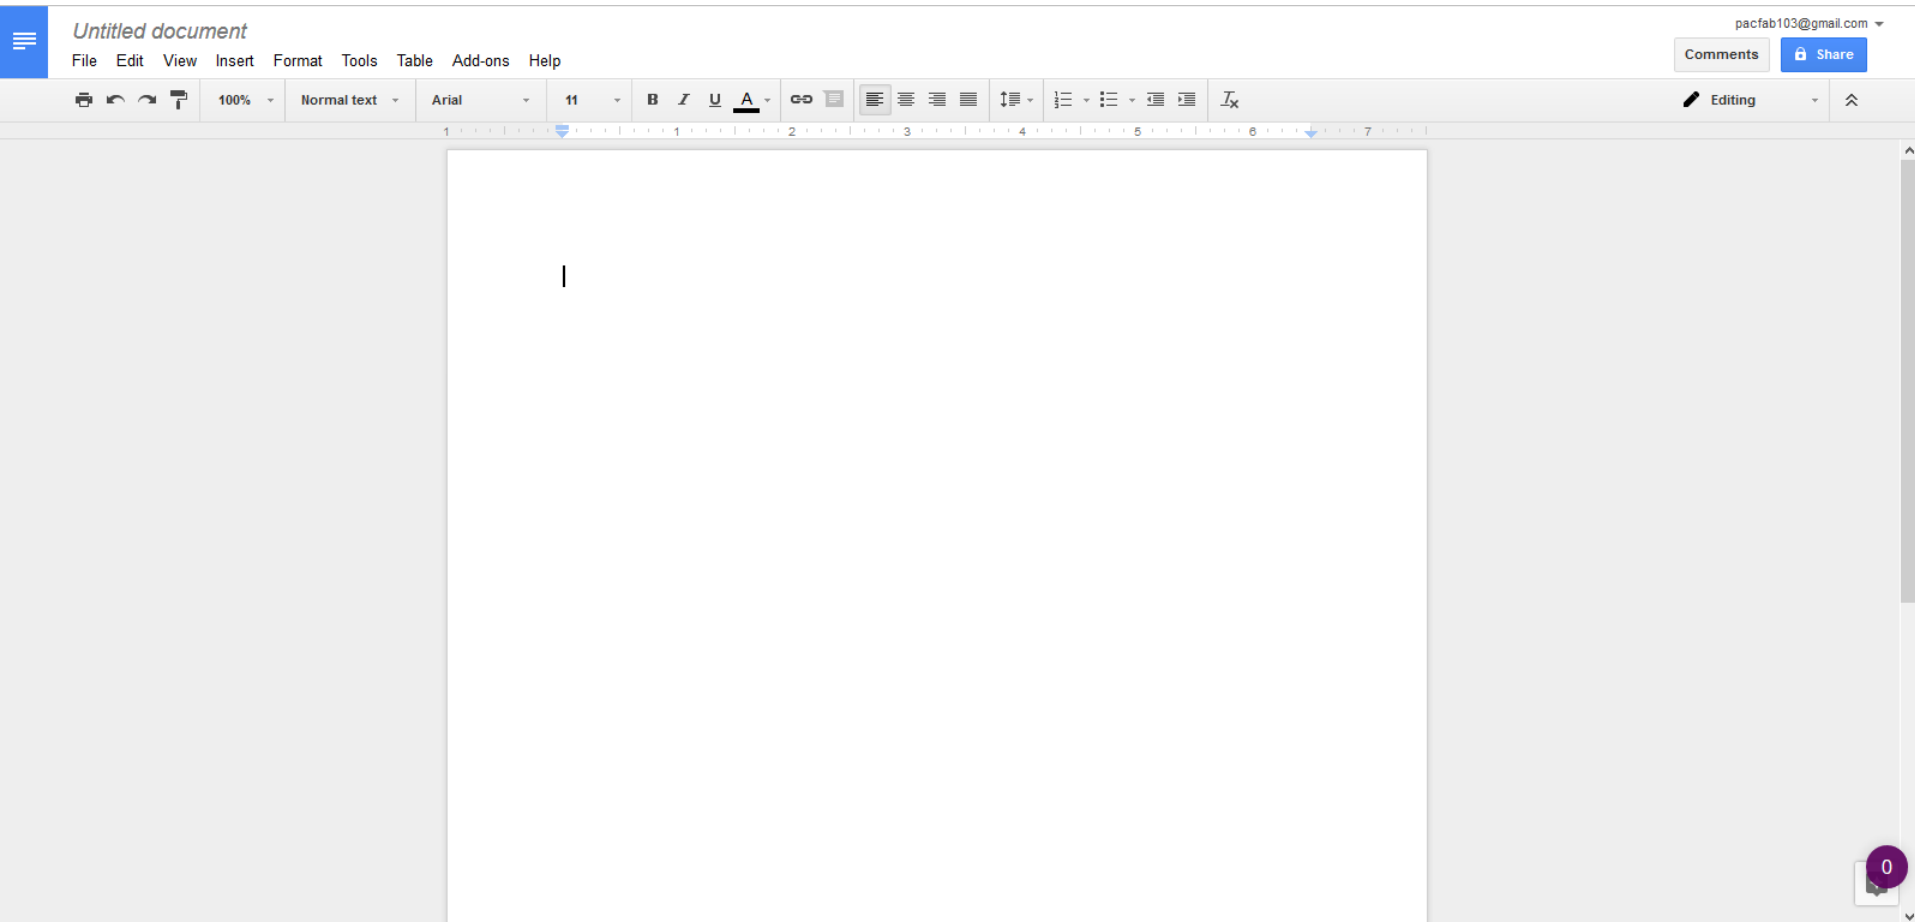 Untitled document
pacfab103@gmail.com
File Edit View Insert Format Tools Table Add-ons Help
Comments Share
100% Normal text Arial 11 B I U A Editing
1 1 2 3 4 5 6 7
0